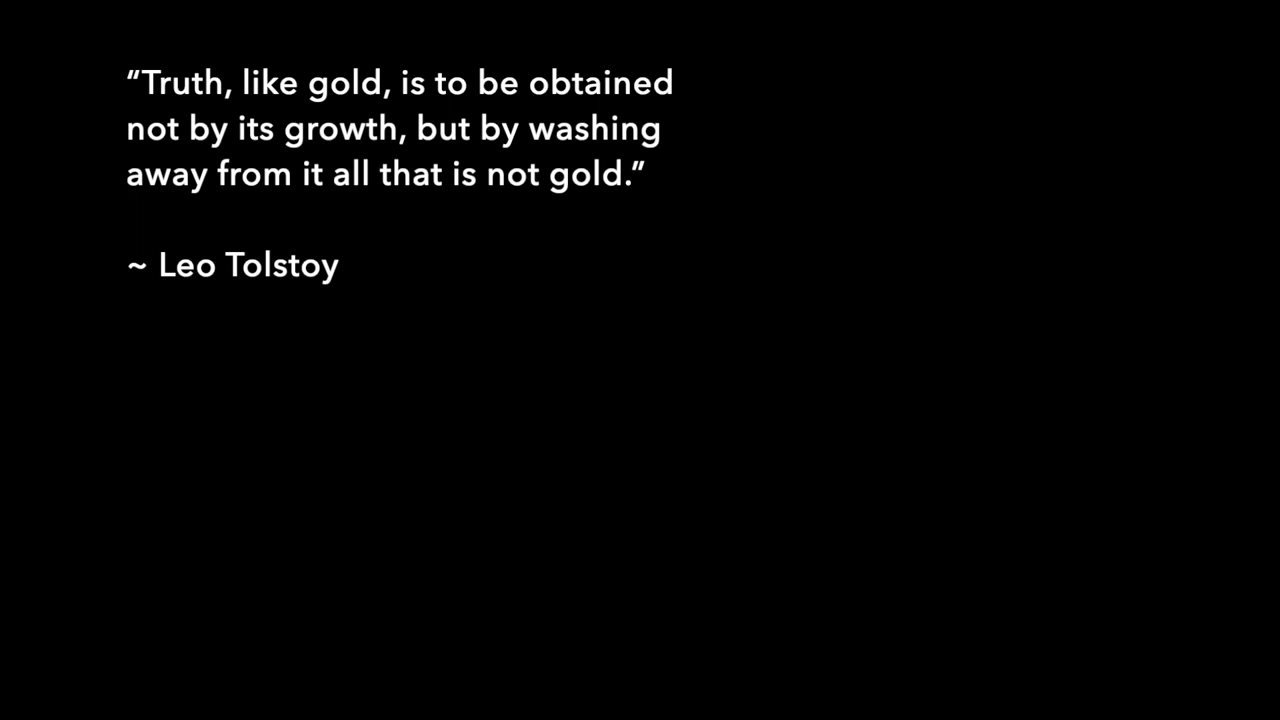 “Truth, like gold, is to be obtained
not by its growth, but by washing
away from it all that is not gold.”
~ Leo Tolstoy